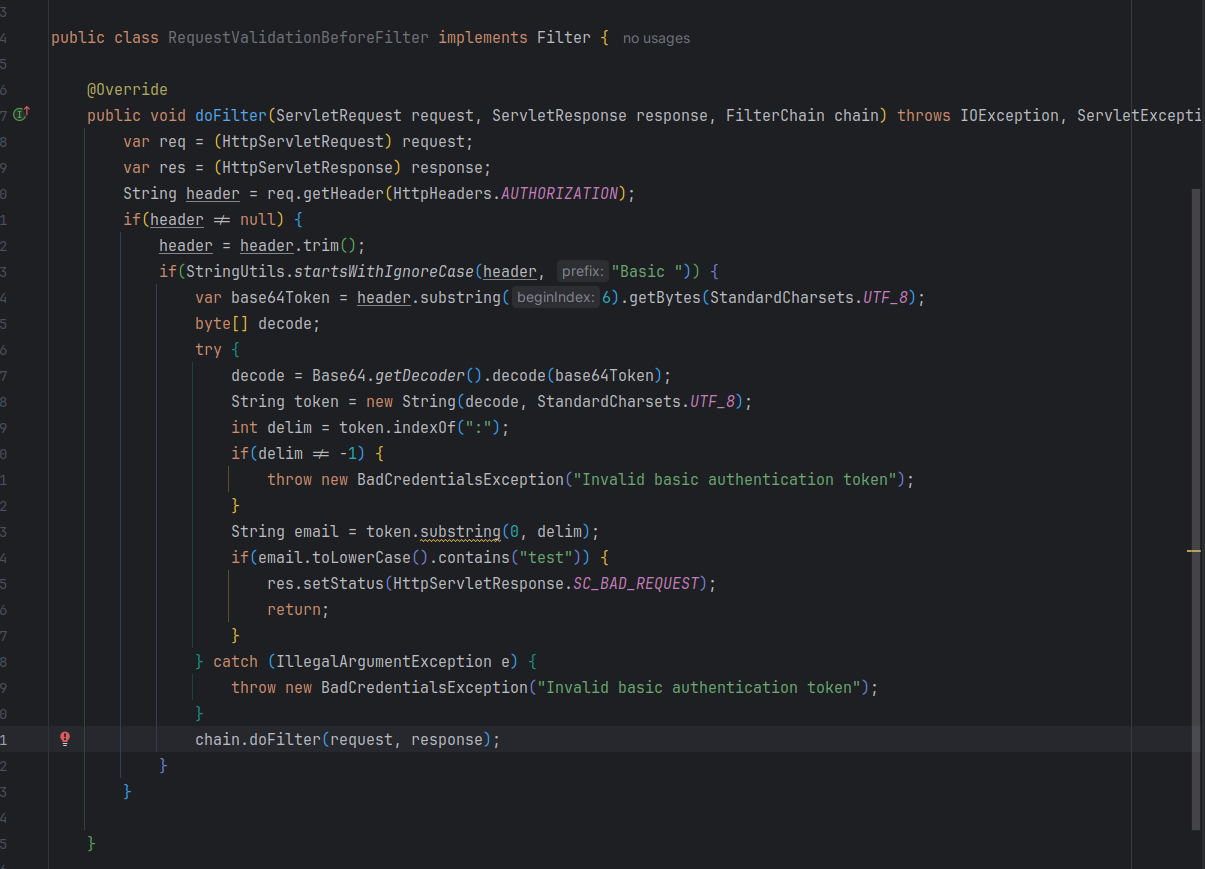 3
4 public class RequestValidationBeforeFilter implements Filter { no usages
5
6 @Override
7 public void doFilter(ServletRequest request, ServletResponse response, FilterChain chain) throws IOException, ServletExcepti
8 var req = (HttpServletRequest) request;
9 var res = (HttpServletResponse) response;
0 String header = req.getHeader(HttpHeaders.AUTHORIZATION);
1 if(header ≠ null) {
2 header = header.trim();
3 if(StringUtils.startsWithIgnoreCase(header, prefix: "Basic ")) {
4 var base64Token = header.substring( beginIndex: 6).getBytes(StandardCharsets.UTF_8);
5 byte[] decode;
6 try {
7 decode = Base64.getDecoder().decode(base64Token);
8 String token = new String(decode, StandardCharsets.UTF_8);
9 int delim = token.indexOf(":");
0 if(delim ≠ -1) {
1 throw new BadCredentialsException("Invalid basic authentication token");
2 }
3 String email = token.substring(0, delim);
4 if(email.toLowerCase().contains("test")) {
5 res.setStatus(HttpServletResponse.SC_BAD_REQUEST);
6 return;
7 }
8 } catch (IllegalArgumentException e) {
9 throw new BadCredentialsException("Invalid basic authentication token");
0 }
1 chain.doFilter(request, response);
2 }
3 }
4
5 }